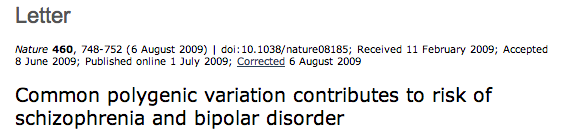 Letter
Nature 460, 748-752 (6 August 2009) | doi:10.1038/nature08185; Received 11 February 2009; Accepted
8 June 2009; Published online 1 July 2009; Corrected 6 August 2009
Common polygenic variation contributes to risk of
schizophrenia and bipolar disorder